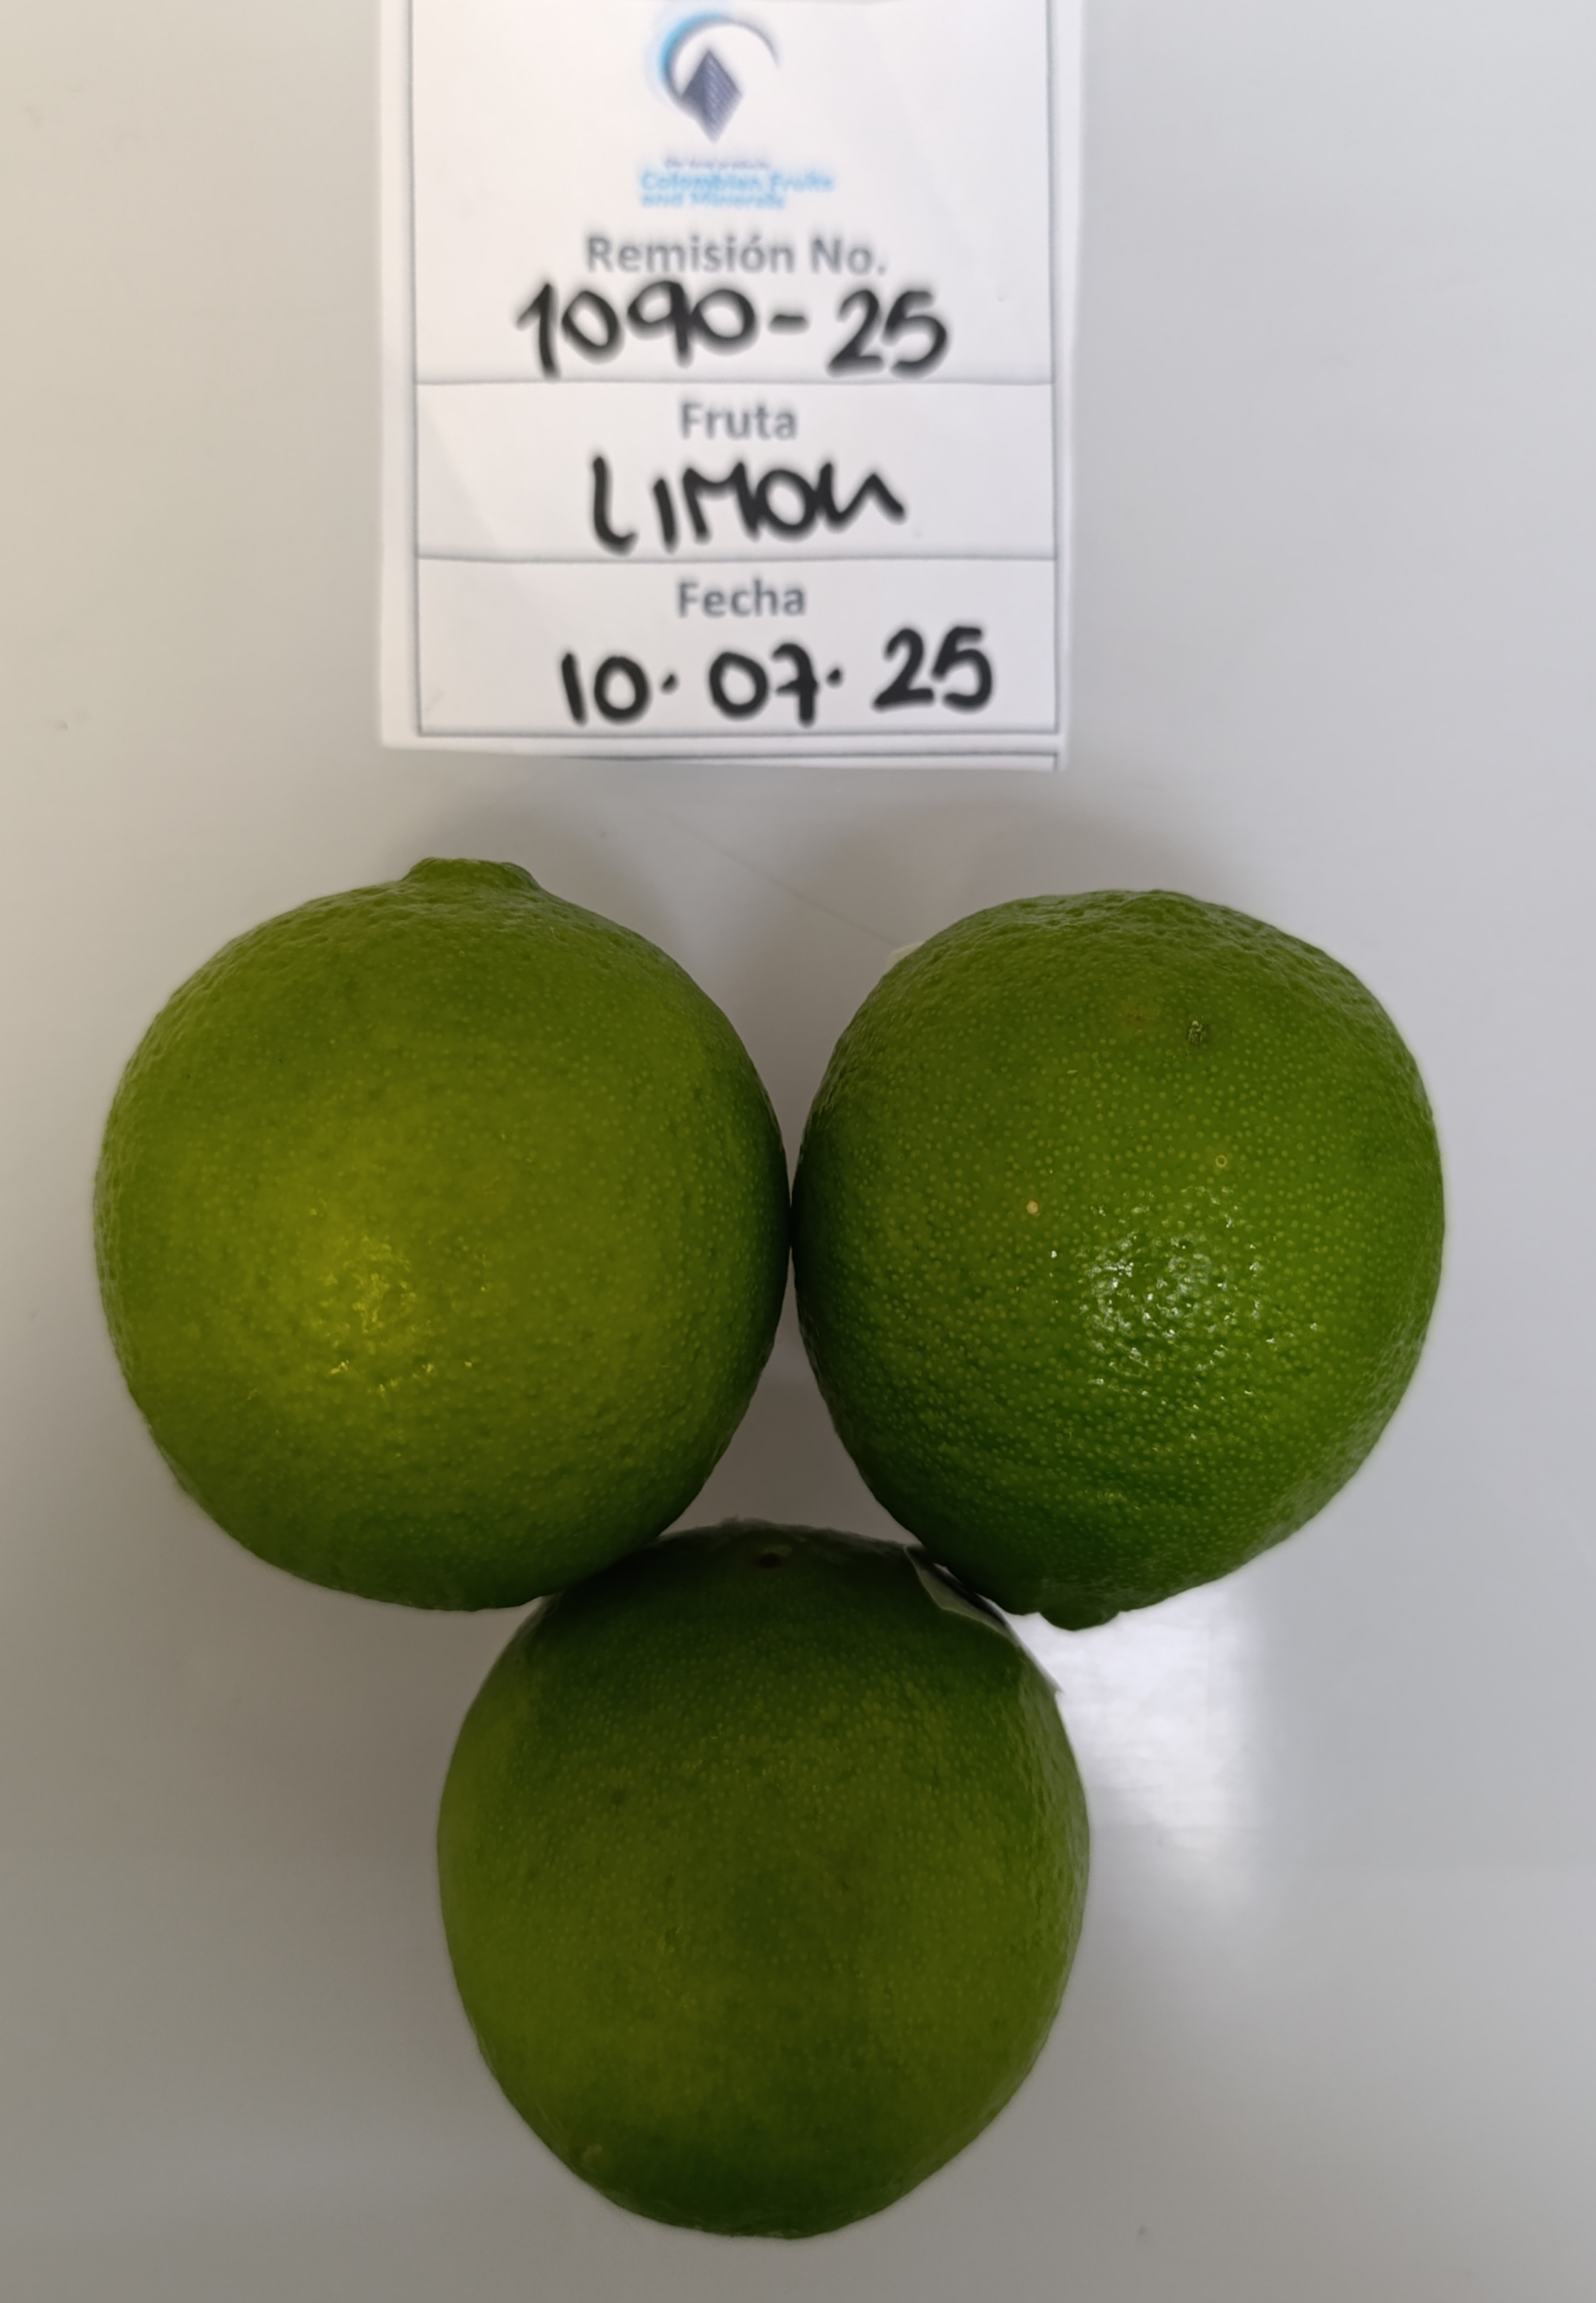 Colombian Fruits
and Minerals
Remisión No.
1090-25
Fruta
LIMON
Fecha
10.07.25